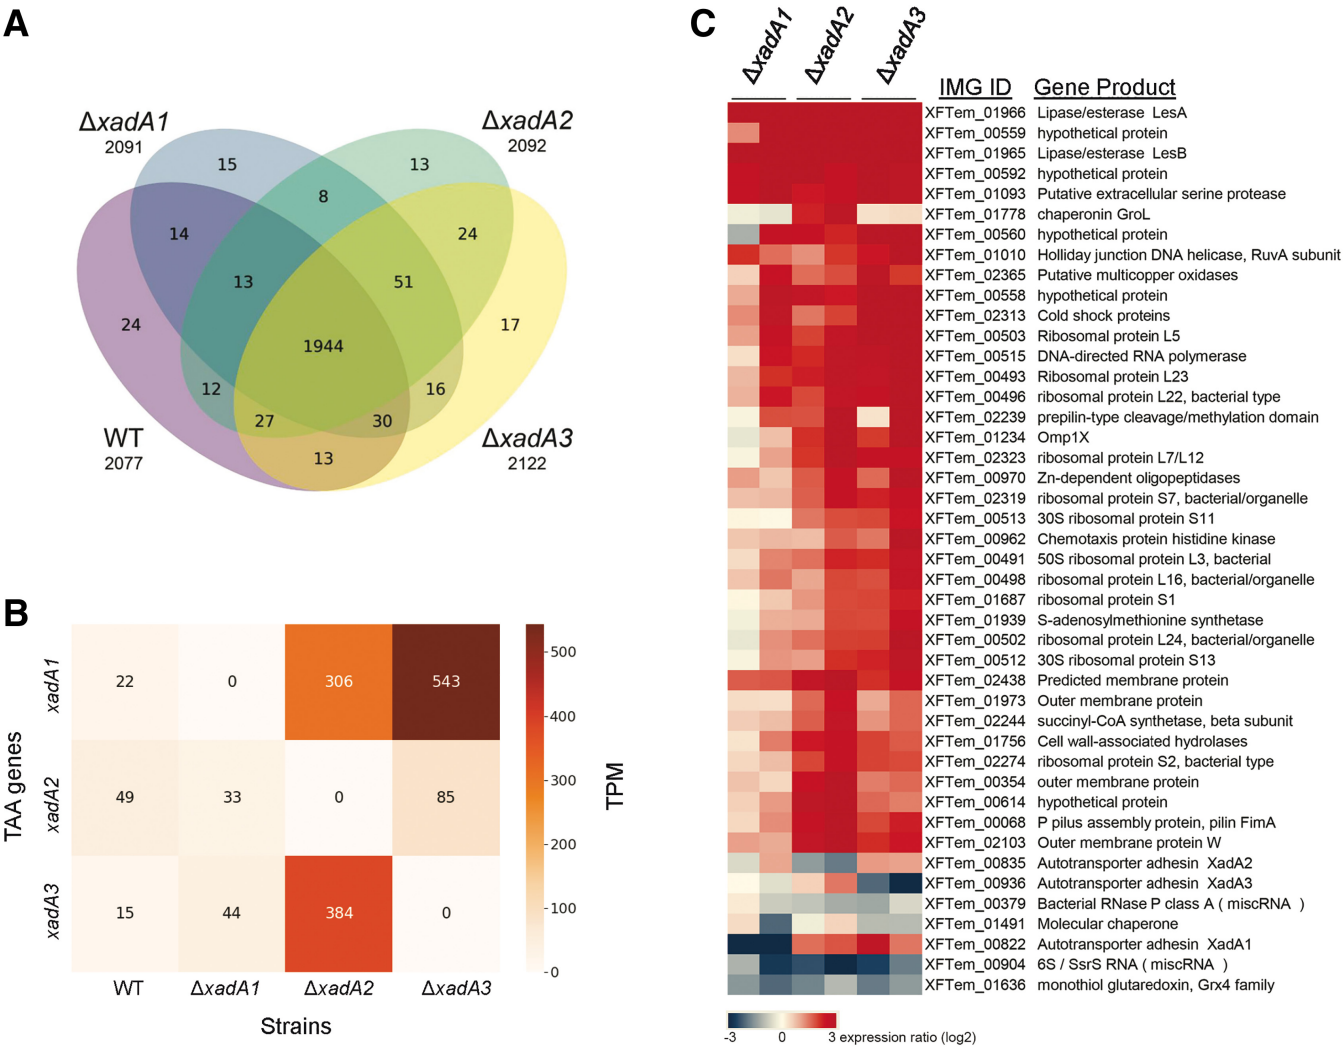 A
ΔxadA1
2091
ΔxadA2
2092
15
13
8
14
24
13
51
24
17
1944
12
16
27
30
13
WT
2077
ΔxadA3
2122
B
TAA genes
xadA1
22
0
306
543
xadA2
49
33
0
85
xadA3
15
44
384
0
WT
ΔxadA1
ΔxadA2
ΔxadA3
Strains
500
400
300
200
100
0
TPM
C
ΔxadA1
ΔxadA2
ΔxadA3
IMG ID Gene Product
XFTem_01966 Lipase/esterase LesA
XFTem_00559 hypothetical protein
XFTem_01965 Lipase/esterase LesB
XFTem_00592 hypothetical protein
XFTem_01093 Putative extracellular serine protease
XFTem_01778 chaperonin GroL
XFTem_00560 hypothetical protein
XFTem_01010 Holliday junction DNA helicase, RuvA subunit
XFTem_02365 Putative multicopper oxidases
XFTem_00558 hypothetical protein
XFTem_02313 Cold shock proteins
XFTem_00503 Ribosomal protein L5
XFTem_00515 DNA-directed RNA polymerase
XFTem_00493 Ribosomal protein L23
XFTem_00496 ribosomal protein L22, bacterial type
XFTem_02239 prepilin-type cleavage/methylation domain
XFTem_01234 Omp1X
XFTem_02323 ribosomal protein L7/L12
XFTem_00970 Zn-dependent oligopeptidases
XFTem_02319 ribosomal protein S7, bacterial/organelle
XFTem_00513 30S ribosomal protein S11
XFTem_00962 Chemotaxis protein histidine kinase
XFTem_00491 50S ribosomal protein L3, bacterial
XFTem_00498 ribosomal protein L16, bacterial/organelle
XFTem_01687 ribosomal protein S1
XFTem_01939 S-adenosylmethionine synthetase
XFTem_00502 ribosomal protein L24, bacterial/organelle
XFTem_00512 30S ribosomal protein S13
XFTem_02438 Predicted membrane protein
XFTem_01973 Outer membrane protein
XFTem_02244 succinyl-CoA synthetase, beta subunit
XFTem_01756 Cell wall-associated hydrolases
XFTem_02274 ribosomal protein S2, bacterial type
XFTem_00354 outer membrane protein
XFTem_00614 hypothetical protein
XFTem_00068 P pilus assembly protein, pilin FimA
XFTem_02103 Outer membrane protein W
XFTem_00835 Autotransporter adhesin XadA2
XFTem_00936 Autotransporter adhesin XadA3
XFTem_00379 Bacterial RNase P class A ( miscRNA )
XFTem_01491 Molecular chaperone
XFTem_00822 Autotransporter adhesin XadA1
XFTem_00904 6S / SsrS RNA ( miscRNA )
XFTem_01636 monothiol glutaredoxin, Grx4 family
-3 0 3 expression ratio (log2)